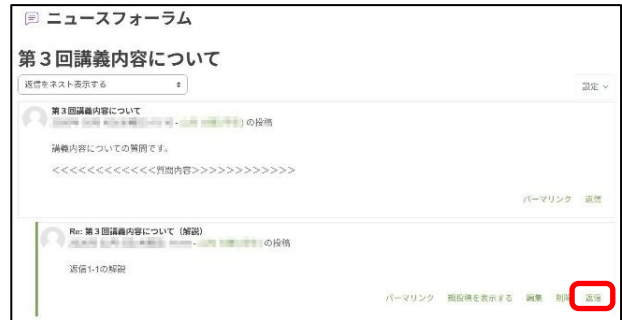 ニュースフォーラム
第3回講義内容について
返信をネスト表示する
設定
第3回講義内容について
の投稿
講義内容についての質問です。
<<<<<<<<<<<<質問内容>>>>>>>>>>>>
パーマリンク 返信
Re: 第3回講義内容について（解説）
の投稿
返信1-1の解説
パーマリンク 親投稿を表示する 編集 削除 返信